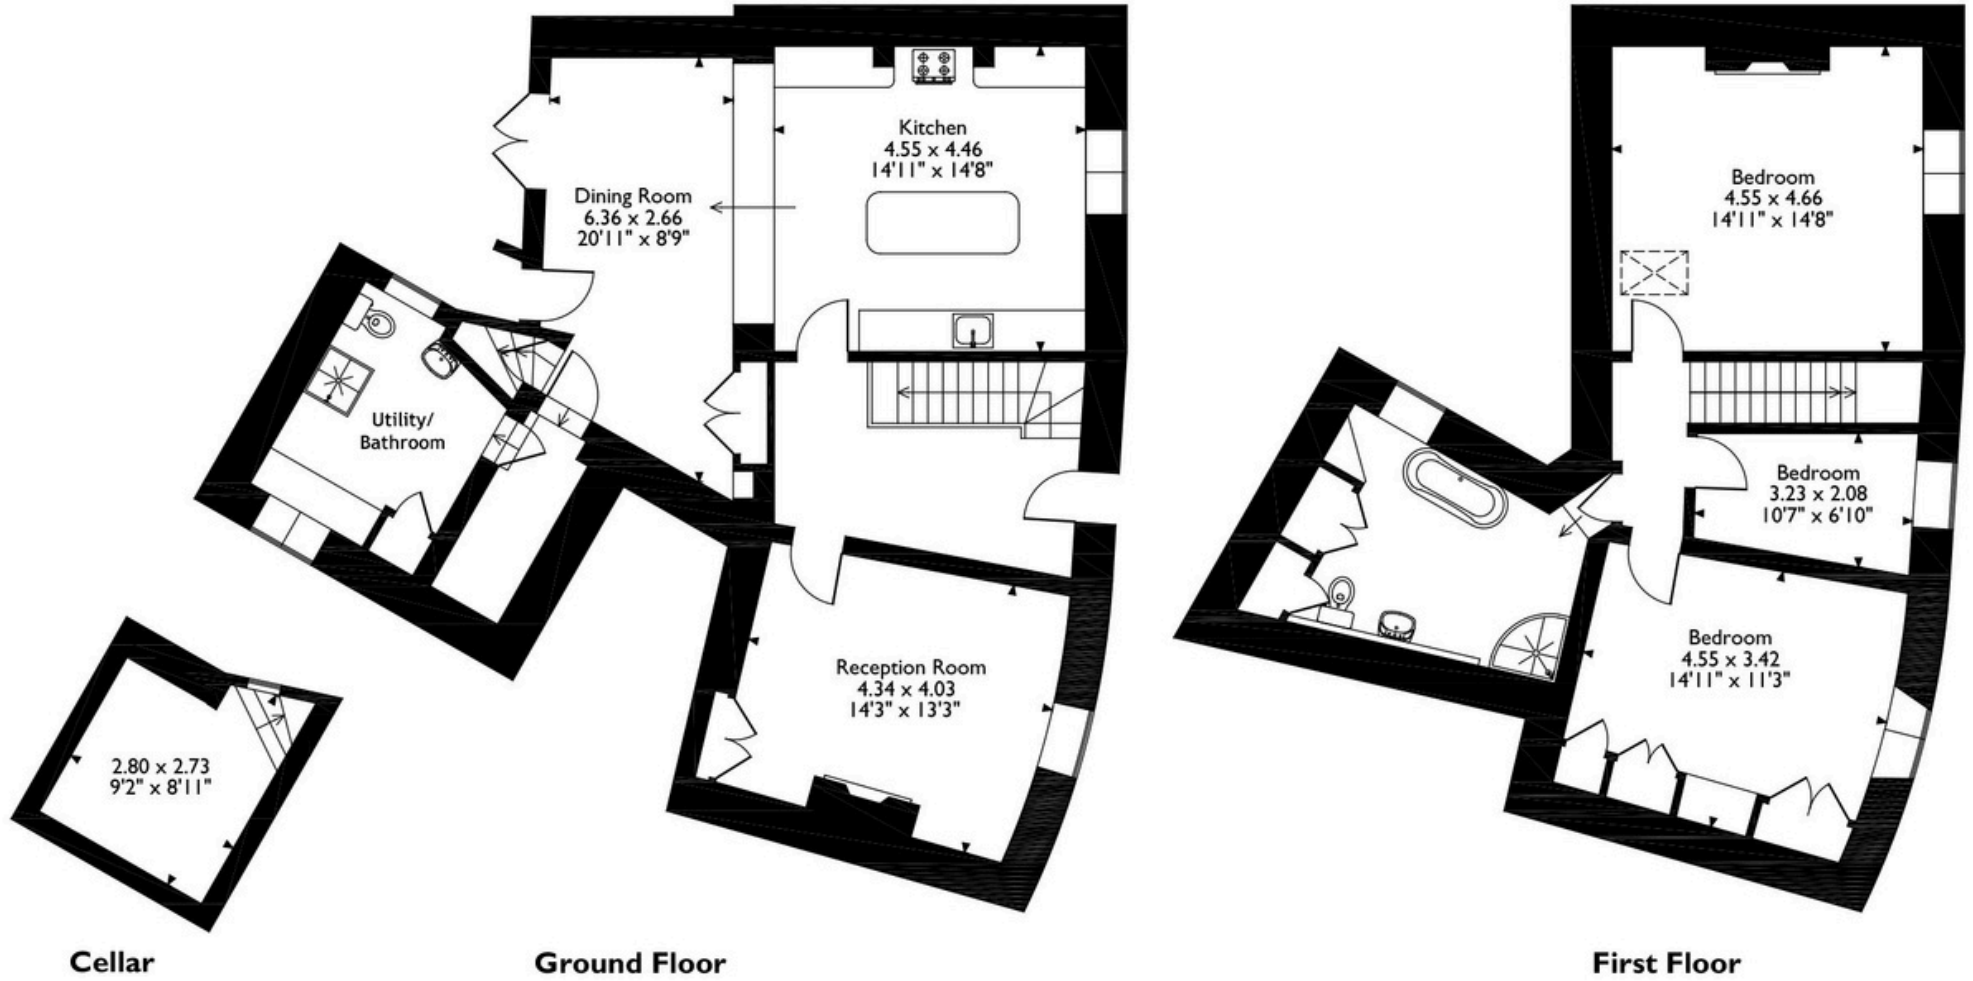 Kitchen
4.55 x 4.46
14'11" x 14'8"
Dining Room
6.36 x 2.66
20'11" x 8'9"
Utility/
Bathroom
Reception Room
4.34 x 4.03
14'3" x 13'3"
2.80 x 2.73
9'2" x 8'11"
Bedroom
4.55 x 4.66
14'11" x 14'8"
Bedroom
3.23 x 2.08
10'7" x 6'10"
Bedroom
4.55 x 3.42
14'11" x 11'3"
Cellar
Ground Floor
First Floor